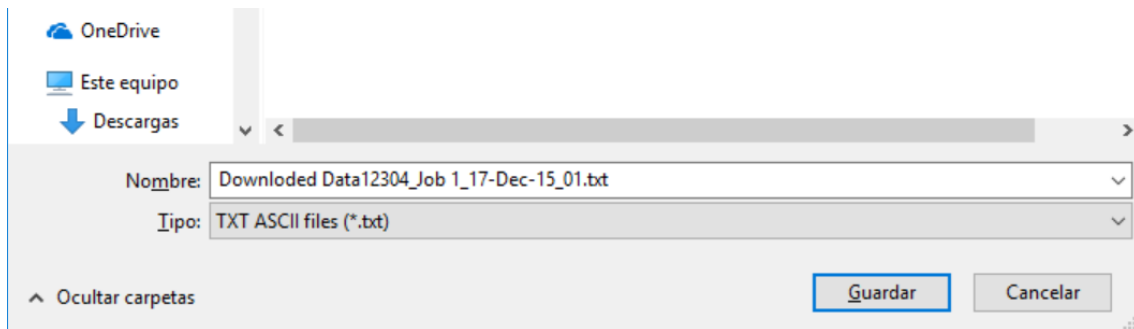 OneDrive
Este equipo
Descargas
Nombre: Downloded Data12304_Job 1_17-Dec-15_01.txt
Tipo: TXT ASCII files (*.txt)
Ocultar carpetas Guardar Cancelar